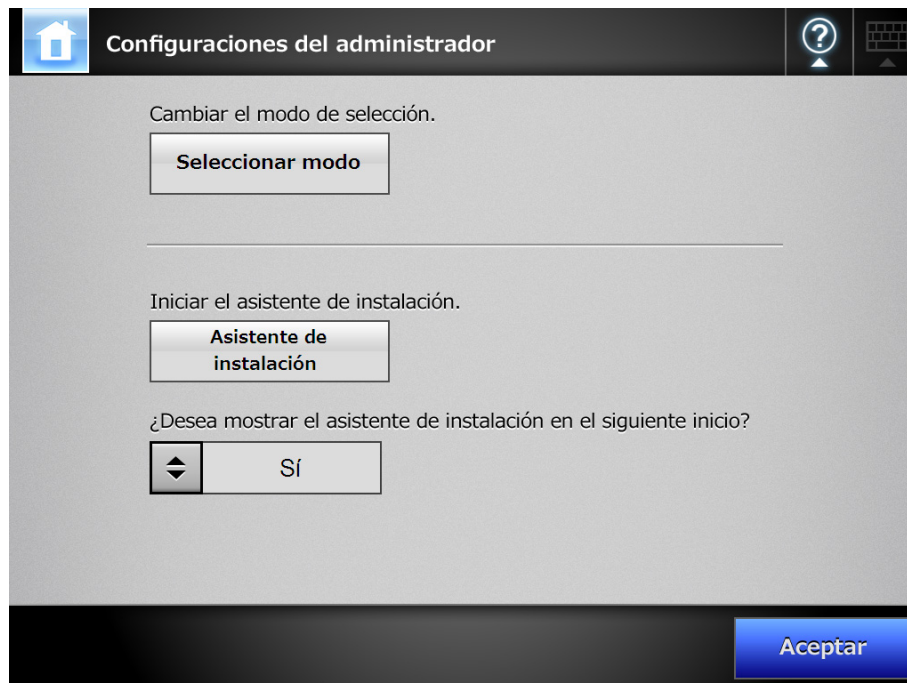 Configuraciones del administrador
?
Cambiar el modo de selección.
Seleccionar modo
Iniciar el asistente de instalación.
Asistente de
instalación
¿Desea mostrar el asistente de instalación en el siguiente inicio?
Sí
Aceptar